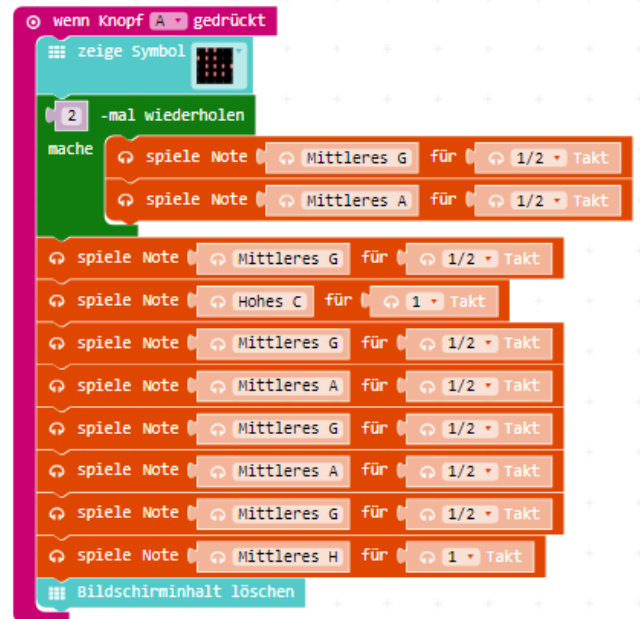 wenn Knopf A gedrückt
zeige Symbol
2 -mal wiederholen
mache spiele Note Mittleres G für 1/2 Takt
spiele Note Mittleres A für 1/2 Takt
spiele Note Mittleres G für 1/2 Takt
spiele Note Hohes C für 1 Takt
spiele Note Mittleres G für 1/2 Takt
spiele Note Mittleres A für 1/2 Takt
spiele Note Mittleres G für 1/2 Takt
spiele Note Mittleres A für 1/2 Takt
spiele Note Mittleres G für 1/2 Takt
spiele Note Mittleres H für 1 Takt
Bildschirminhalt löschen